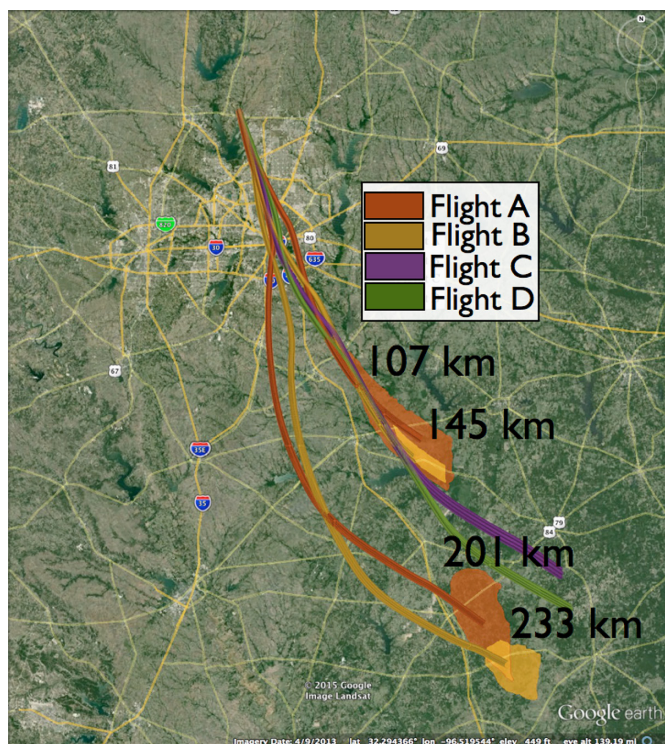 N
81
69
820
30
80
635
Flight A
Flight B
Flight C
Flight D
107 km
67
145 km
35E
35
79
84
201 km
233 km
© 2015 Google
Image Landsat
Google earth
Imagery Date: 4/9/2013 lat 32.294366° lon -96.519544° elev 449 ft eye alt 139.19 mi